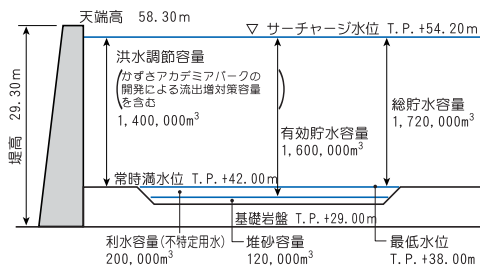 天端高 58.30m
▽ サーチャージ水位 T.P.+54.20m
堤高 29.30m
洪水調節容量
(かずさアカデミアパークの
開発による流出増対策容量
を含む)
1,400,000m³
有効貯水容量
1,600,000m³
総貯水容量
1,720,000m³
常時満水位 T.P.+42.00m
基礎岩盤 T.P.+29.00m
利水容量(不特定用水)
200,000m³
堆砂容量
120,000m³
最低水位
T.P.+38.00m